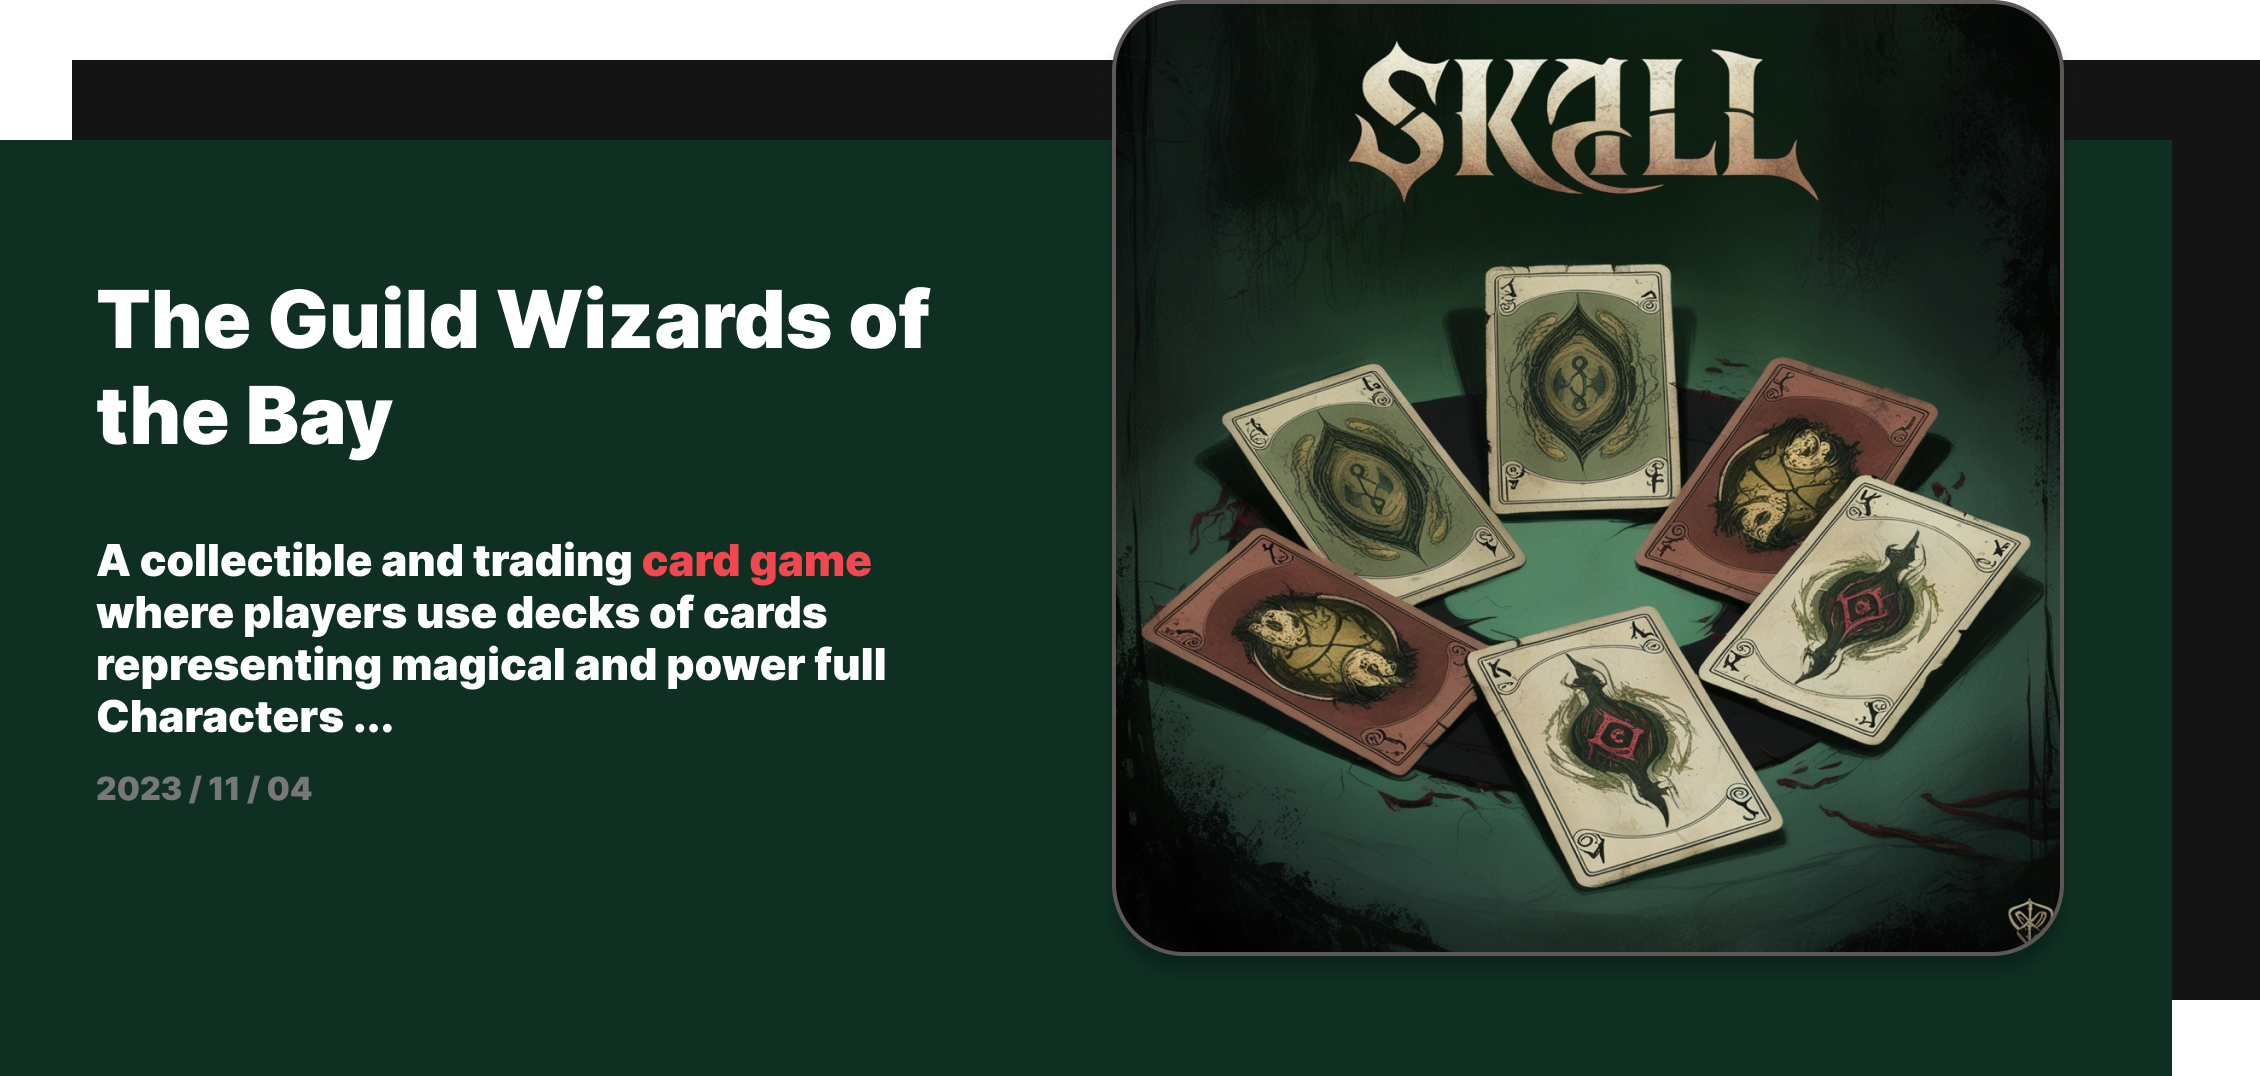 SKALL
The Guild Wizards of
the Bay
A collectible and trading card game
where players use decks of cards
representing magical and power full
Characters ...
2023 / 11 / 04